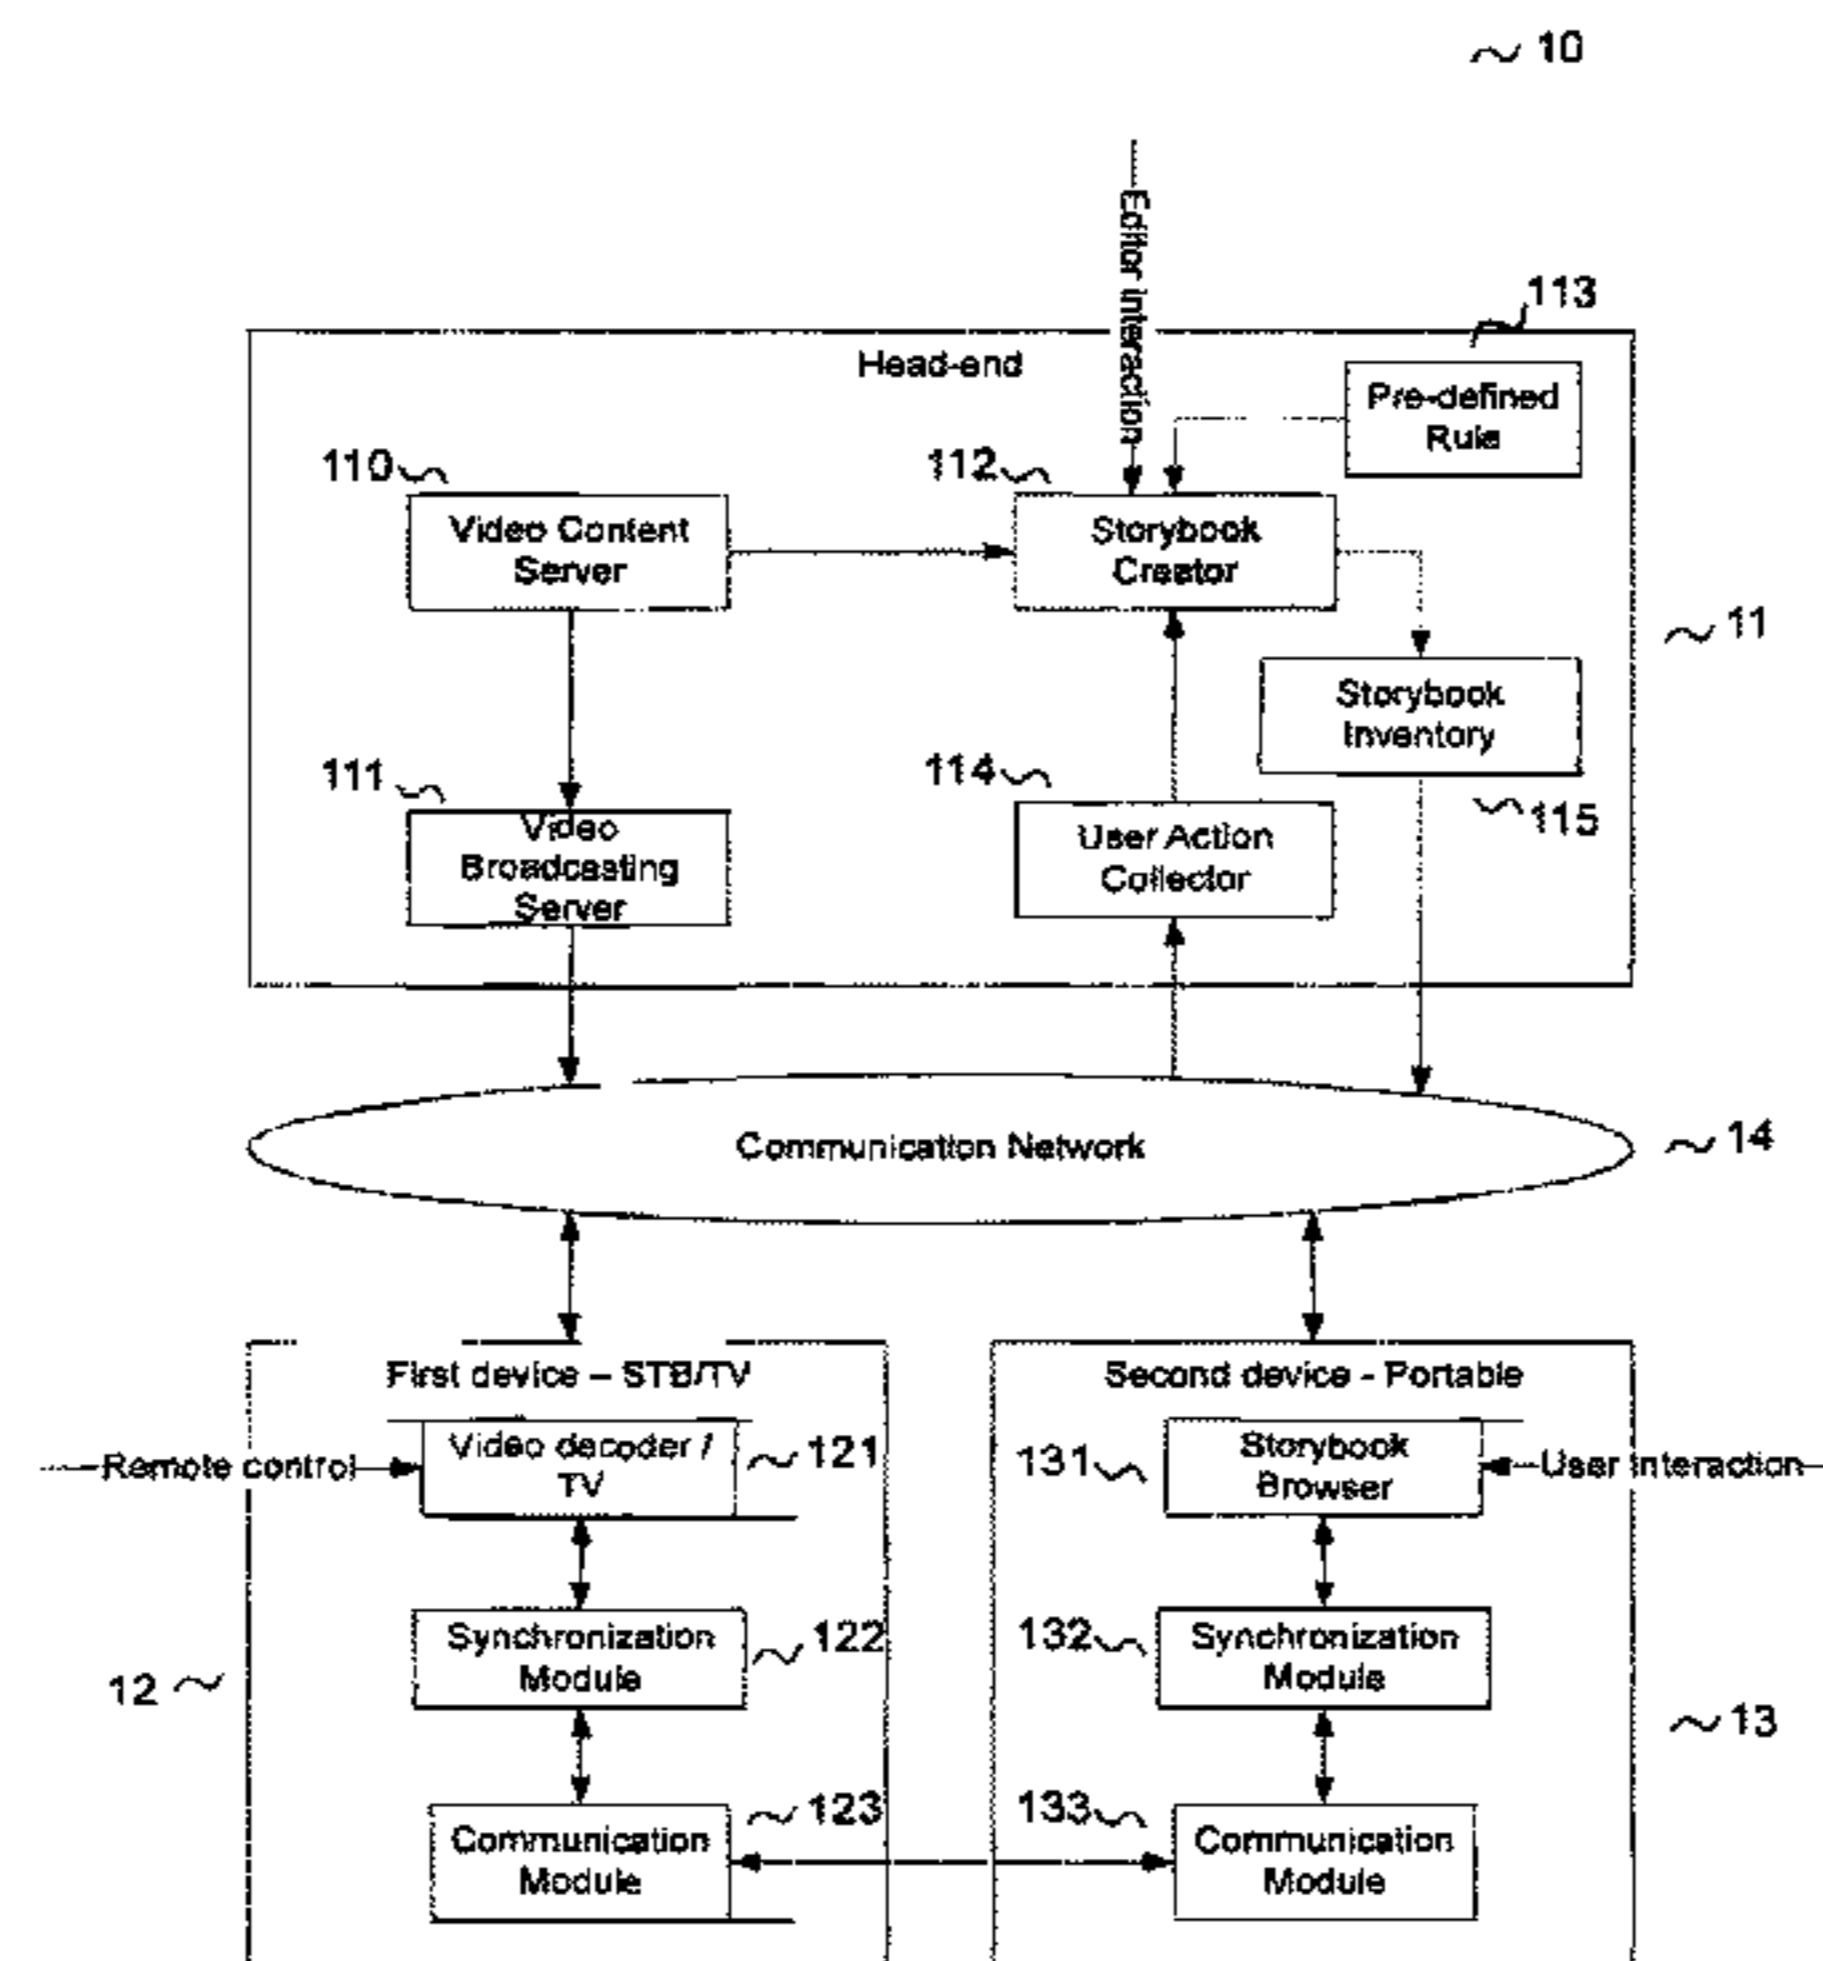 10
Editor interaction
113
Head-end
Pre-defined
Rule
110
112
Video Content
Server
Storybook
Creator
11
Storybook
Inventory
111
114
115
Video
Broadcasting
Server
User Action
Collector
Communication Network
14
First device – STB/TV
Second device - Portable
Remote control
Video decoder /
TV
121
131
Storybook
Browser
User interaction
Synchronization
Module
122
132
Synchronization
Module
12
13
123
133
Communication
Module
Communication
Module